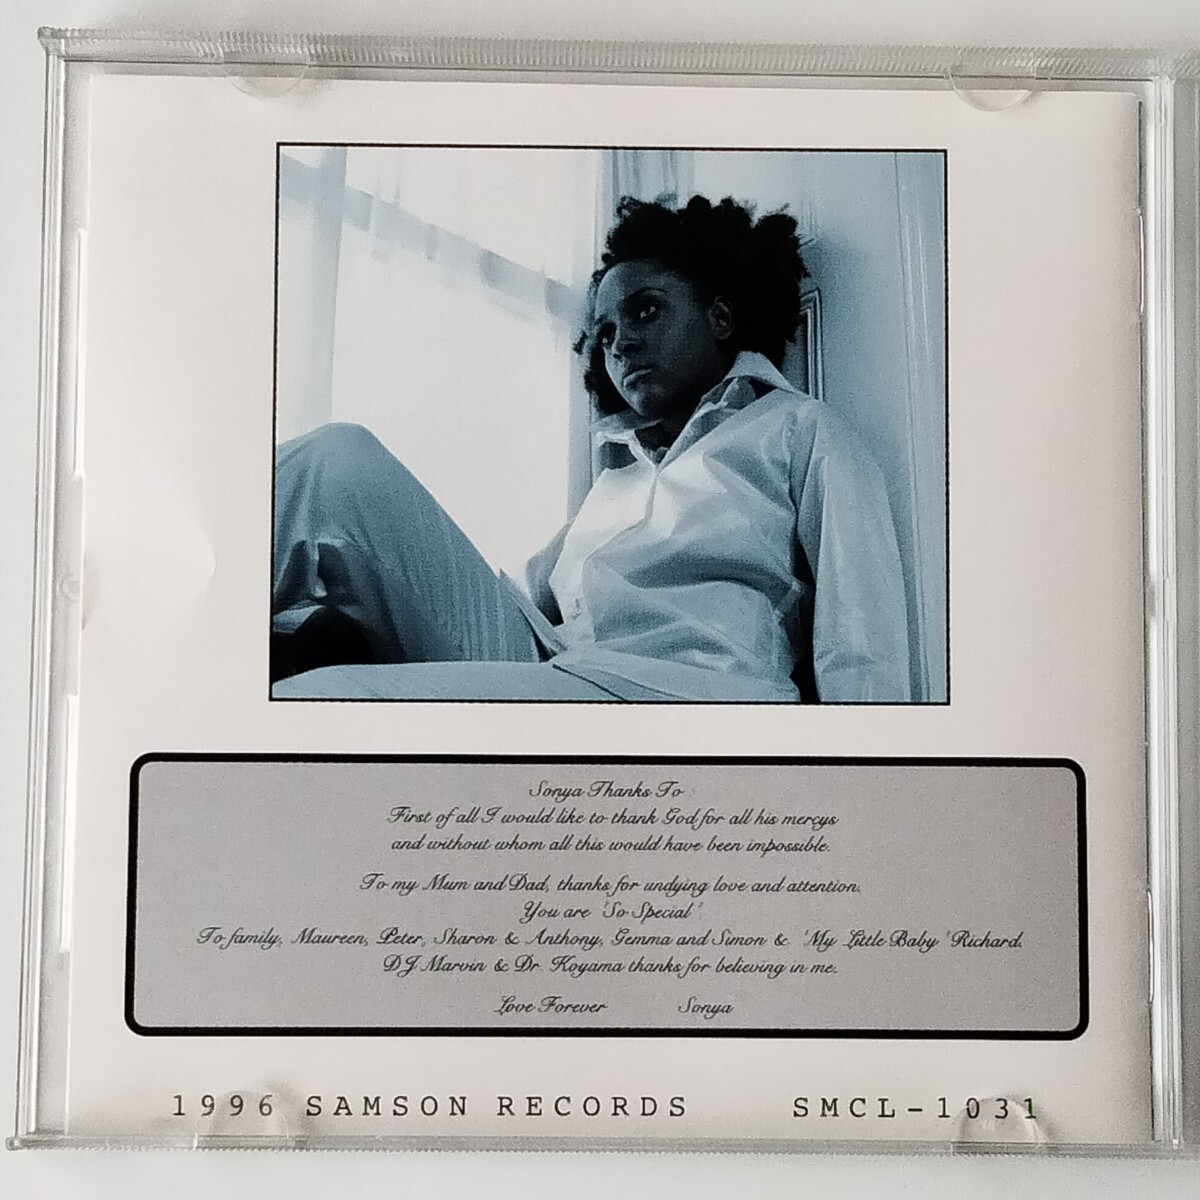 Sonya Thanks To
First of all I would like to thank God for all his mercys
and without whom all this would have been impossible.
To my Mum and Dad, thanks for undying love and attention.
You are "So Special"
To family, Maureen, Peter, Sharon & Anthony, Gemma and Simon & 'My Little Baby' Richard.
DJ Marvin & Dr. Koyama thanks for believing in me.
Love Forever Sonya
1996 SAMSON RECORDS SMCL-1031